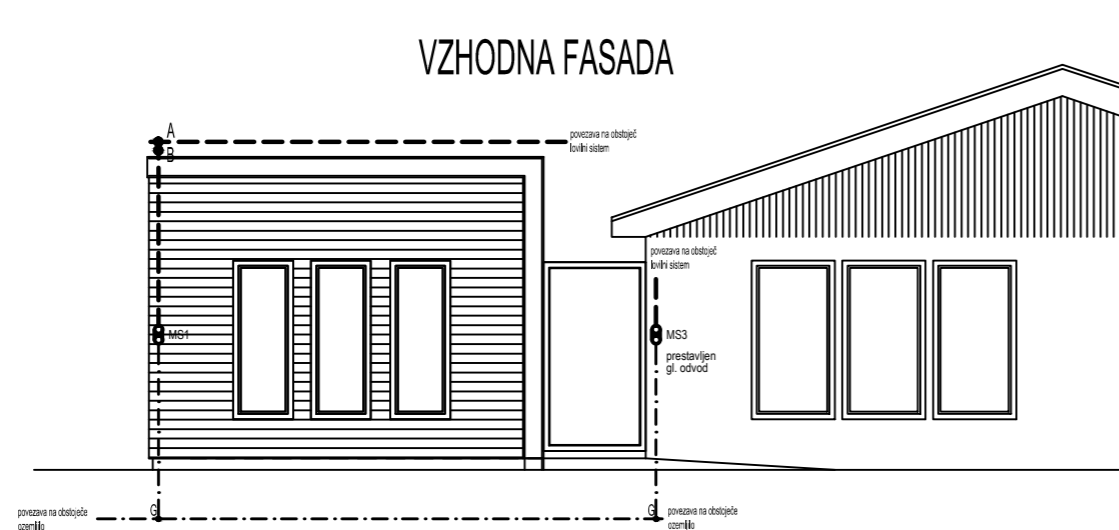 VZHODNA FASADA
A
B
povezava na obstoječ
lovilni sistem
povezava na obstoječ
lovilni sistem
MS1
MS3
prestavljen
gl. odvod
povezava na obstoječe
ozemljilo
G
G
povezava na obstoječe
ozemljilo